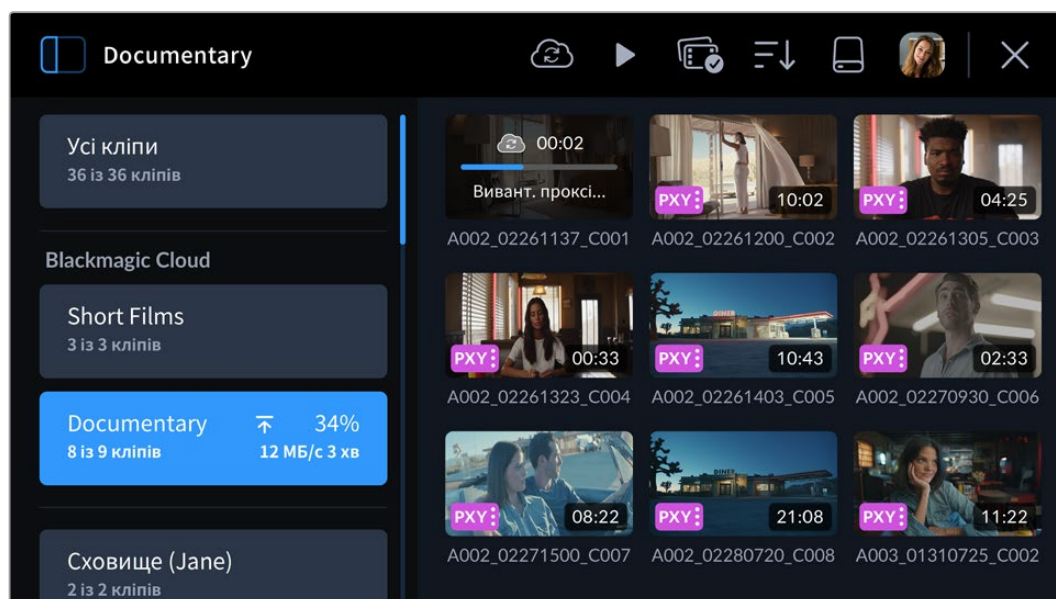 Documentary
Усі кліпи
36 із 36 кліпів
Blackmagic Cloud
Short Films
3 із 3 кліпів
Documentary 34%
8 із 9 кліпів 12 МБ/с 3 хв
Сховище (Jane)
2 із 2 кліпів
00:02
Вивант. проксі...
PXY 10:02
PXY 04:25
A002_02261137_C001 A002_02261200_C002 A002_02261305_C003
DINER
PXY 00:33
PXY 10:43
PXY 02:33
A002_02261323_C004 A002_02261403_C005 A002_02270930_C006
DINER
PXY 08:22
PXY 21:08
PXY 11:22
A002_02271500_C007 A002_02280720_C008 A003_01310725_C002